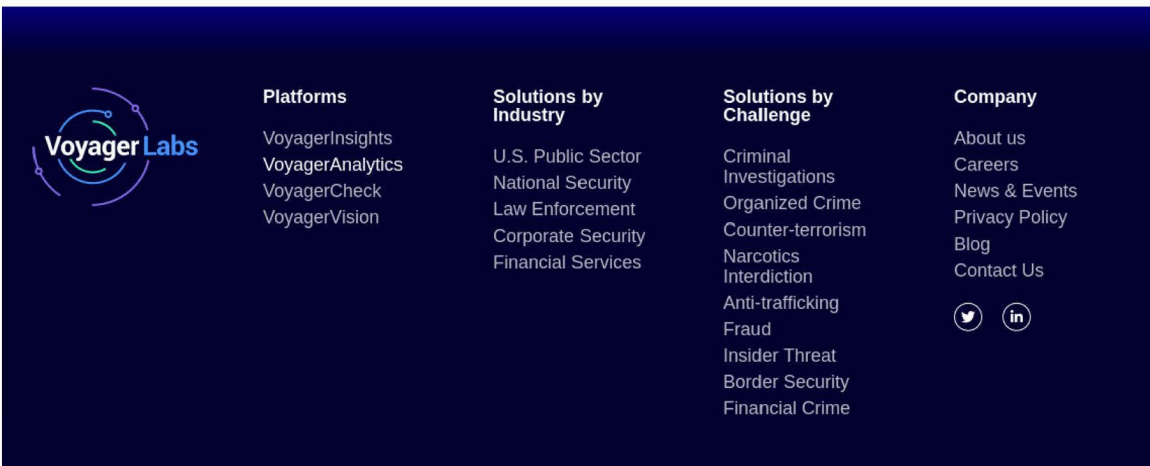 Voyager Labs
Platforms
VoyagerInsights
VoyagerAnalytics
VoyagerCheck
VoyagerVision
Solutions by
Industry
U.S. Public Sector
National Security
Law Enforcement
Corporate Security
Financial Services
Solutions by
Challenge
Criminal
Investigations
Organized Crime
Counter-terrorism
Narcotics
Interdiction
Anti-trafficking
Fraud
Insider Threat
Border Security
Financial Crime
Company
About us
Careers
News & Events
Privacy Policy
Blog
Contact Us
in